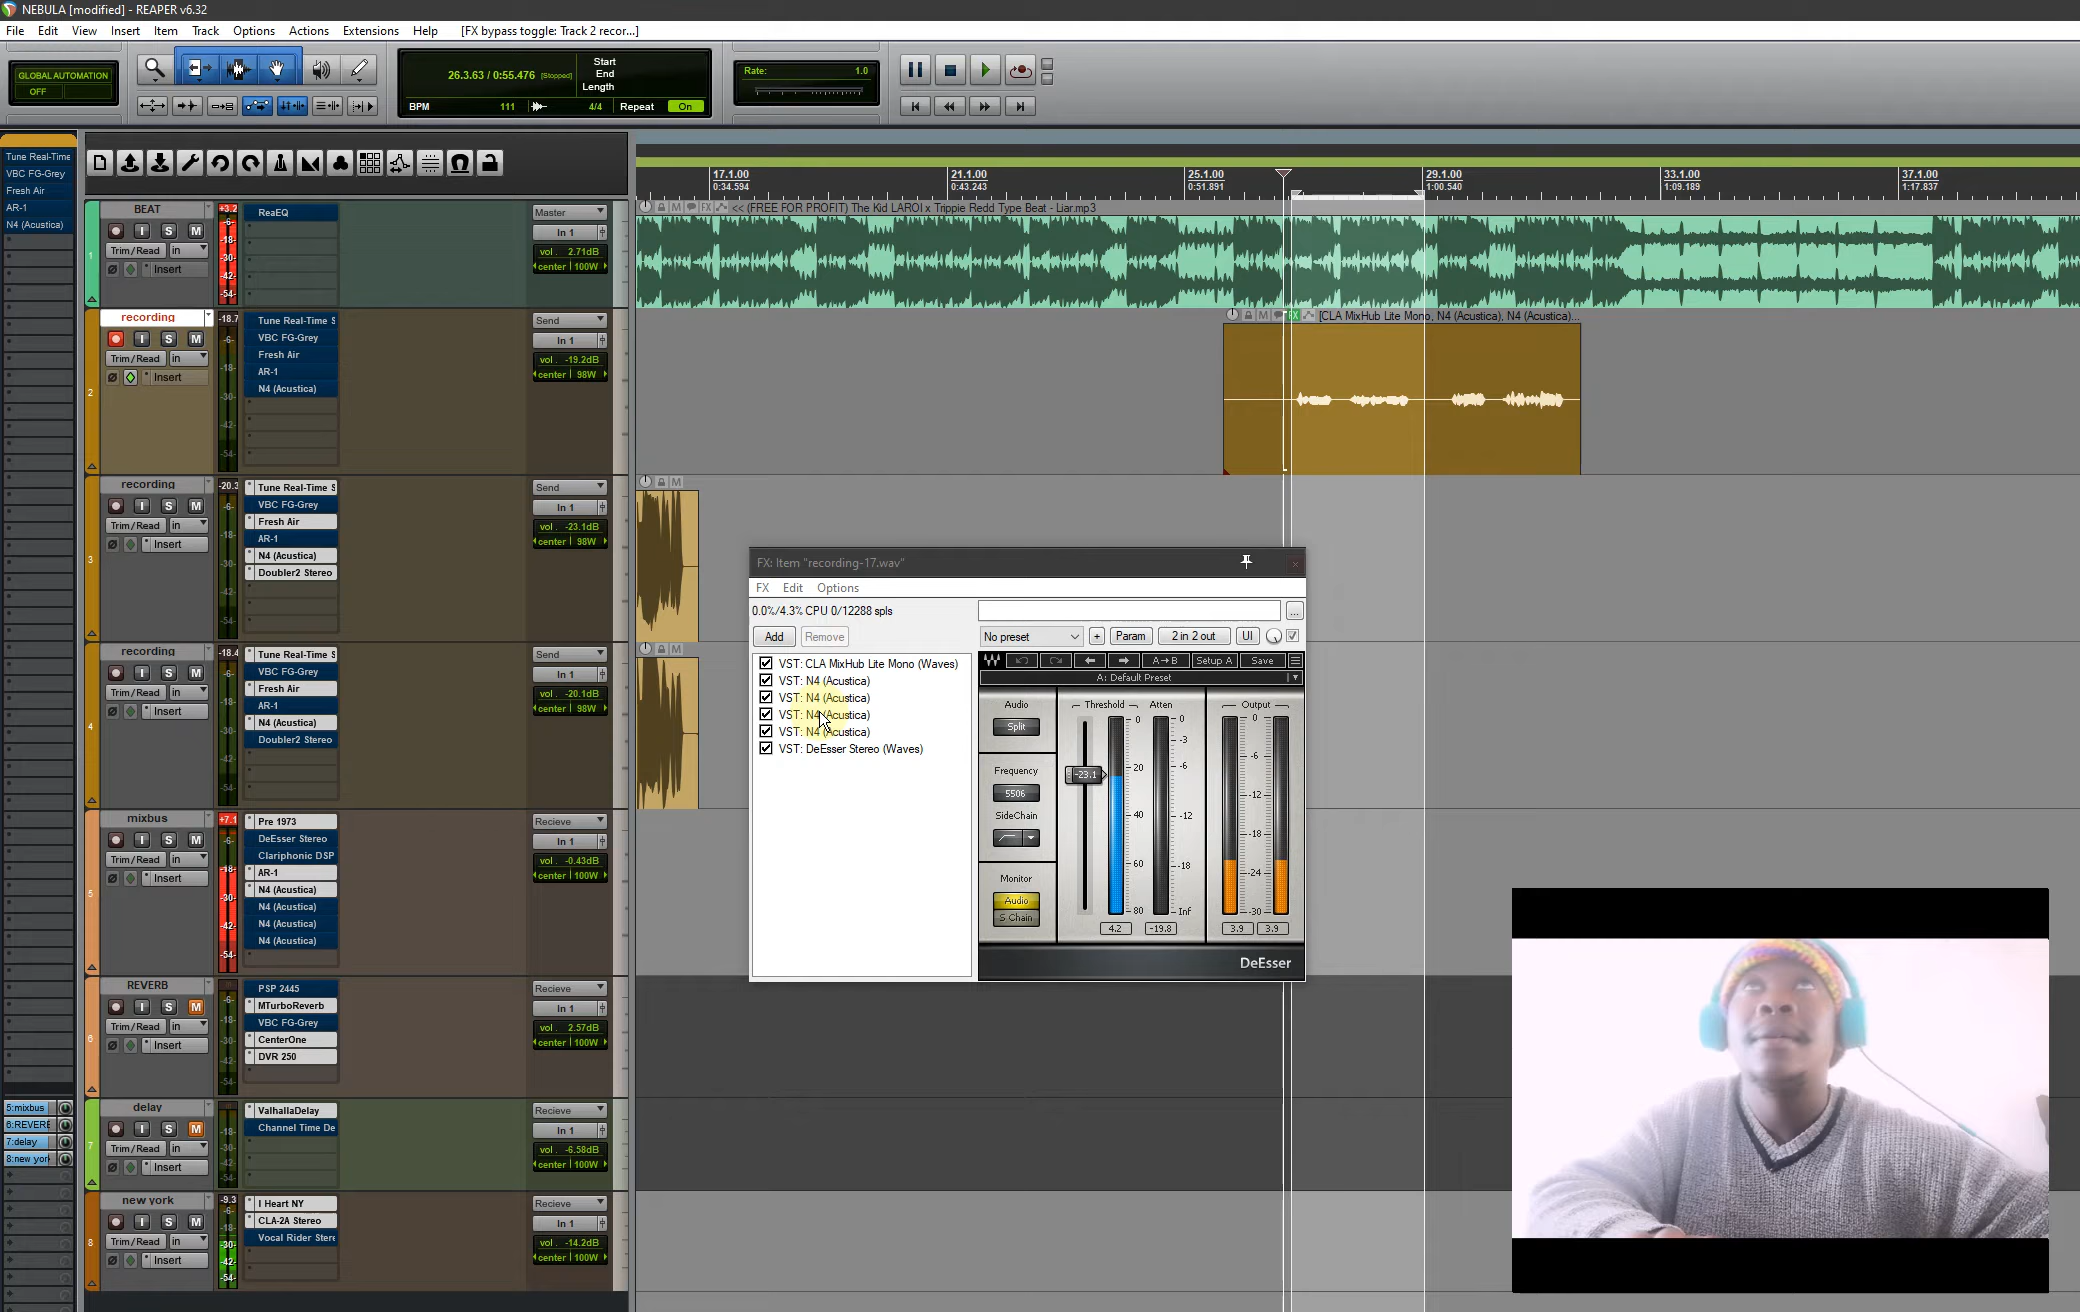 NEBULA [modified] - REAPER v6.32
File Edit View Insert Item Track Options Actions Extensions Help [FX bypass toggle: Track 2 recor...]
GLOBAL AUTOMATION
OFF
26.3.63 / 0:55.476 [Stopped]
Start
End
Length
BPM 111 4/4 Repeat On
Rate: 1.0
Tune Real-Time
VBC FG-Grey
Fresh Air
AR-1
N4 (Acustica)
17.1.00 21.1.00 25.1.00 29.1.00 33.1.00 37.1.00
0:34.594 0:43.243 0:51.891 1:00.540 1:09.189 1:17.837
<< (FREE FOR PROFIT) The Kid LAROI x Trippie Redd Type Beat - Liar.mp3
1
BEAT
I S M
Trim/Read in
Insert
+3.2
ReaEQ
Master
In 1
vol. 2.71dB
center 100W
[CLA MixHub Lite Mono, N4 (Acustica), N4 (Acustica)...
2
recording
I S M
Trim/Read in
Insert
-18.7
Tune Real-Time S
VBC FG-Grey
Fresh Air
AR-1
N4 (Acustica)
Send
In 1
vol. -19.2dB
center 98W
3
recording
I S M
Trim/Read in
Insert
-20.3
Tune Real-Time S
VBC FG-Grey
Fresh Air
AR-1
N4 (Acustica)
Doubler2 Stereo
Send
In 1
vol. -23.1dB
center 98W
4
recording
I S M
Trim/Read in
Insert
-18.4
Tune Real-Time S
VBC FG-Grey
Fresh Air
AR-1
N4 (Acustica)
Doubler2 Stereo
Send
In 1
vol. -20.1dB
center 98W
5
mixbus
I S M
Trim/Read in
Insert
+7.1
Pre 1973
DeEsser Stereo
Clariphonic DSP
AR-1
N4 (Acustica)
N4 (Acustica)
N4 (Acustica)
N4 (Acustica)
Recieve
In 1
vol. -0.43dB
center 100W
6
REVERB
I S M
Trim/Read in
Insert
PSP 2445
MTurboReverb
VBC FG-Grey
CenterOne
DVR 250
Recieve
In 1
vol. 2.57dB
center 100W
7
delay
I S M
Trim/Read in
Insert
ValhallaDelay
Channel Time De
Recieve
In 1
vol. -6.58dB
center 100W
8
new york
I S M
Trim/Read in
Insert
-9.3
I Heart NY
CLA-2A Stereo
Vocal Rider Stere
Recieve
In 1
vol. -14.2dB
center 100W
5:mixbus
6:REVERE
7:delay
8:new yor
FX: Item "recording-17.wav"
FX Edit Options
0.0%/4.3% CPU 0/12288 spls
Add Remove
No preset + Param 2 in 2 out UI
VST: CLA MixHub Lite Mono (Waves)
VST: N4 (Acustica)
VST: N4 (Acustica)
VST: N4 (Acustica)
VST: N4 (Acustica)
VST: DeEsser Stereo (Waves)
A→B Setup A Save
A: Default Preset
Audio
Split
Frequency
5506
SideChain
Monitor
Audio
S Chain
Threshold Atten
-23.1
0
20
40
60
80
0
-3
-6
-12
-18
Inf
4.2 -19.8
Output
0
-6
-12
-18
-24
-30
3.9 3.9
DeEsser